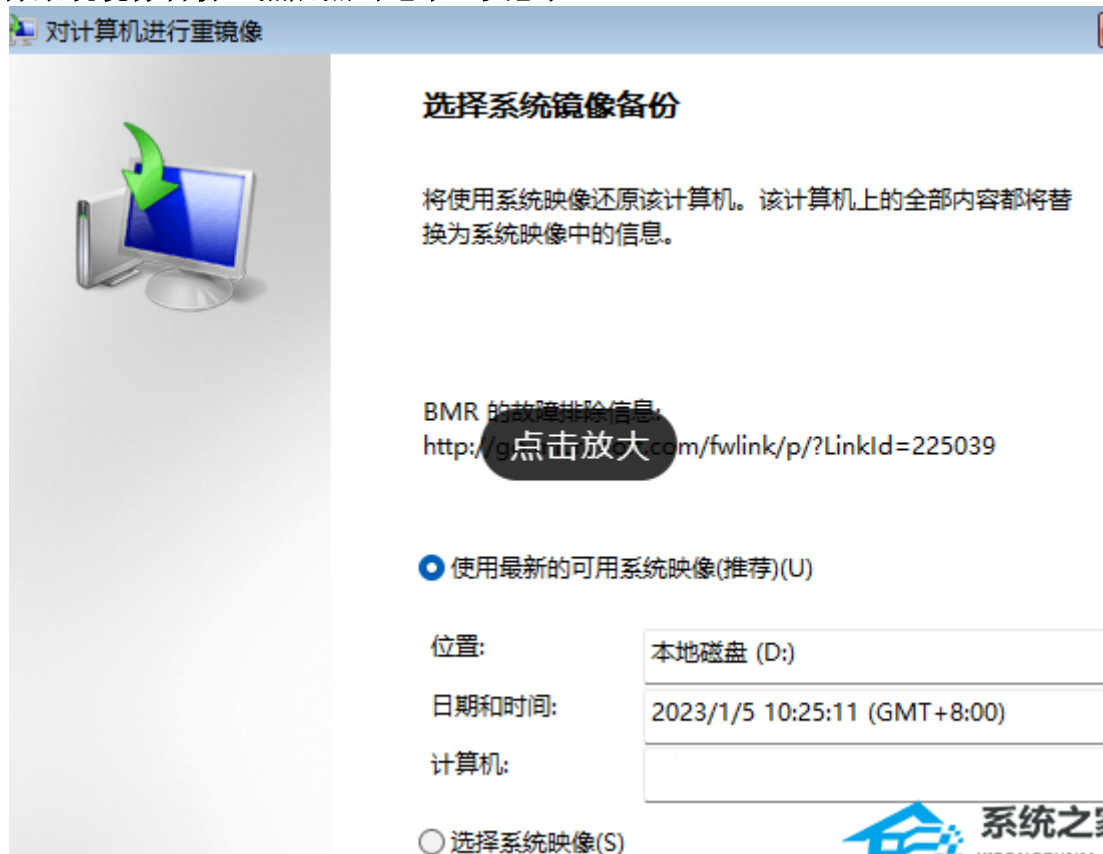 对计算机进行重镜像
选择系统镜像备份
将使用系统映像还原该计算机。该计算机上的全部内容都将替
换为系统映像中的信息。
BMR 的故障排除信息:
点击放大
http://g com/fwlink/p/?LinkId=225039
使用最新的可用系统映像(推荐)(U)
位置:
本地磁盘 (D:)
日期和时间:
2023/1/5 10:25:11 (GMT+8:00)
计算机:
选择系统映像(S)
系统之家